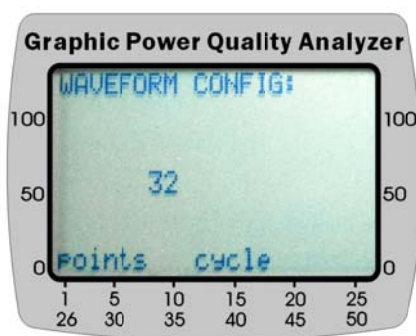 Graphic Power Quality Analyzer
WAVEFORM CONFIG:
100 100
32
50 50
points cycle
0 0
1 5 10 15 20 25
26 30 35 40 45 50